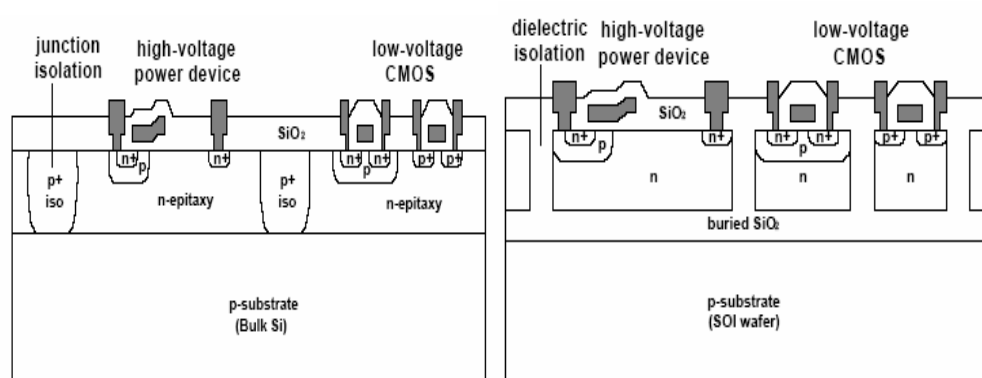 junction
isolation
high-voltage
power device
low-voltage
CMOS
SiO₂
n+
p
n+
n+
n+
p
p+
p+
p+
iso
n-epitaxy
p+
iso
n-epitaxy
p-substrate
(Bulk Si)
dielectric
isolation
high-voltage
power device
low-voltage
CMOS
SiO₂
n+
p
n+
n+
n+
p
p+
p+
n
n
n
buried SiO₂
p-substrate
(SOI wafer)